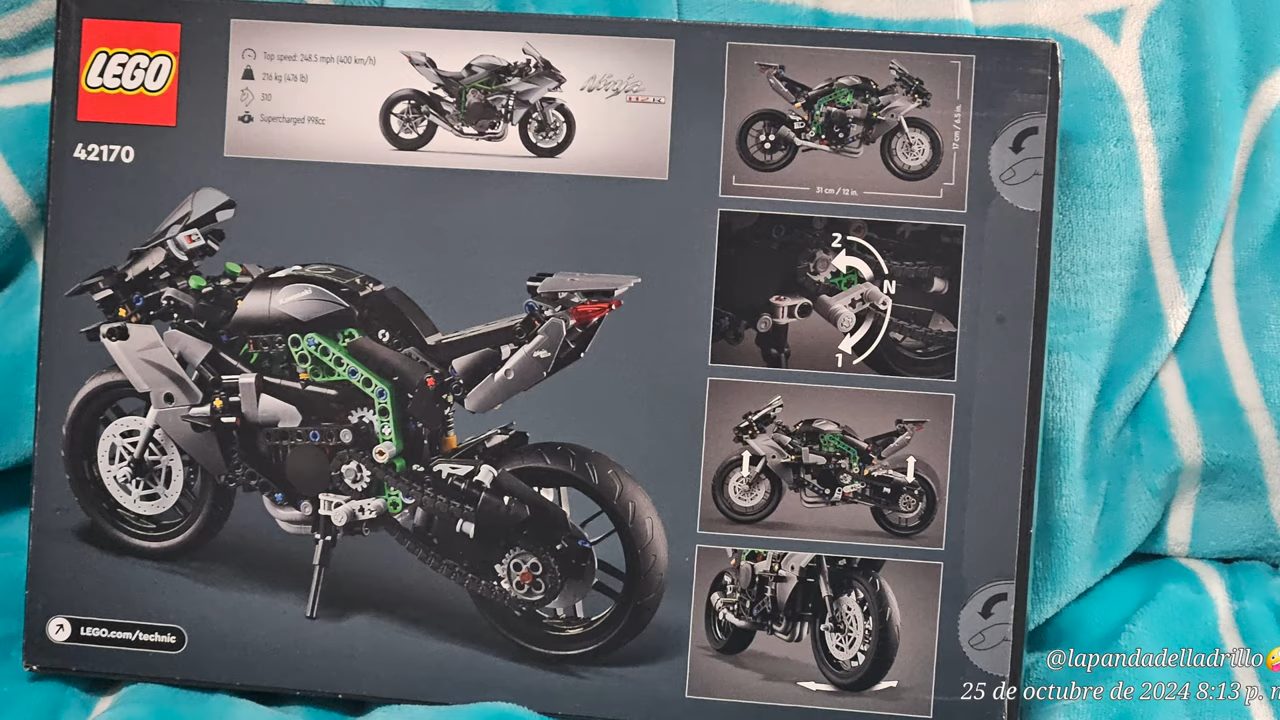 LEGO
42170
Top speed: 248.5 mph (400 km/h)
216 kg (476 lb)
310
Supercharged 998cc
Ninja
H2R
17 cm / 6.5 in.
31 cm / 12 in.
2
N
1
LEGO.com/technic
@lapandadelladrillo
25 de octubre de 2024 8:13 p. m